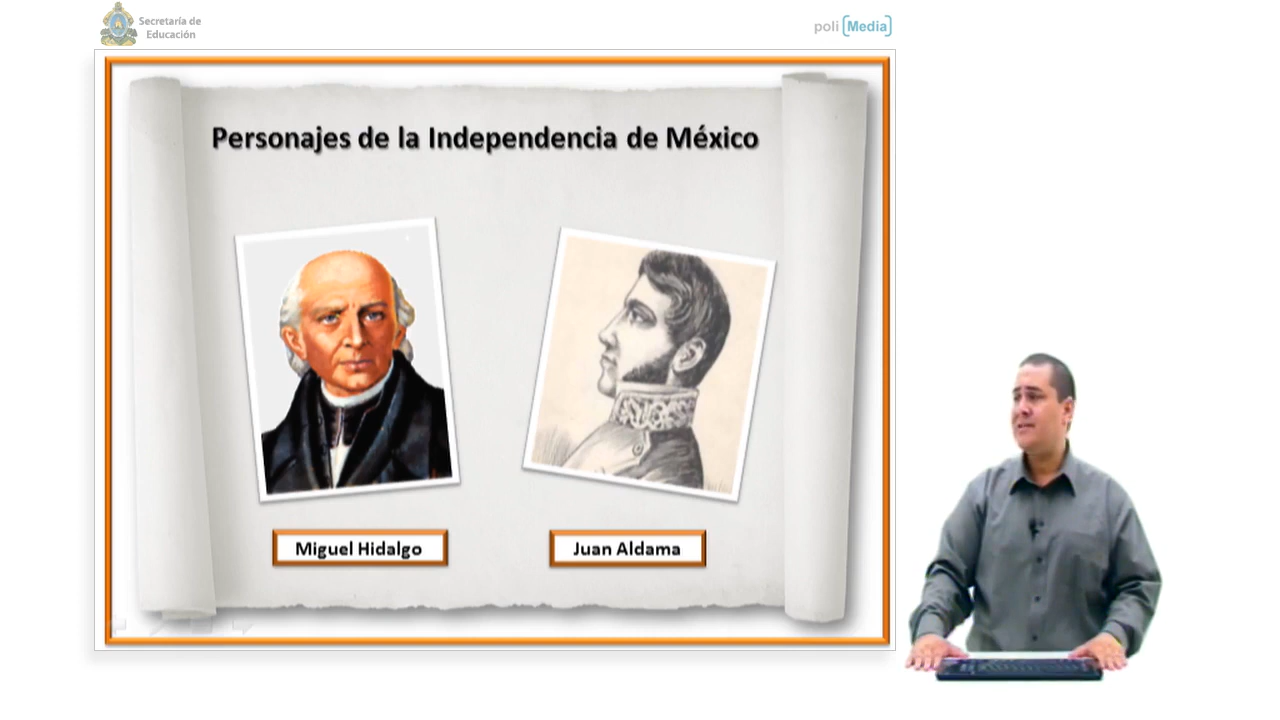 Secretaría de
Educación
poli [Media]
Personajes de la Independencia de México
Miguel Hidalgo
Juan Aldama